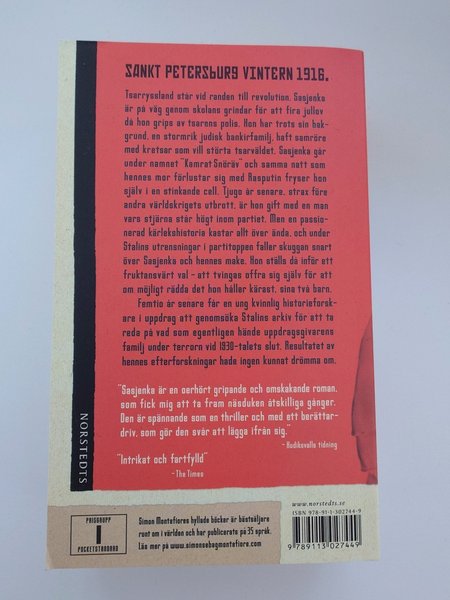 SANKT PETERSBURG VINTERN 1916.
Tsarryssland står vid randen till revolution. Sasjenka
är på väg genom skolans grindar för att fira jullov
då hon grips av tsarens polis. Hon har trots sin bak-
grund, en stormrik judisk bankirfamilj, haft samröre
med kretsar som vill störta tsarväldet. Sasjenka går
under namnet "Kamrat Snöräv" och samma natt som
hennes mor förlustar sig med Rasputin fryser hon
själv i en stinkande cell. Tjugo år senare, strax före
andra världskrigets utbrott, är hon gift med en man
vars stjärna står högt inom partiet. Men en passio-
nerad kärlekshistoria kastar allt över ända, och under
Stalins utrensningar i partitoppen faller skuggan snart
över Sasjenka och hennes make. Hon ställs då inför ett
fruktansvärt val – att tvingas offra sig själv för att
om möjligt rädda det hon håller kärast, sina två barn.
Femtio år senare får en ung kvinnlig historieforsk-
are i uppdrag att genomsöka Stalins arkiv för att ta
reda på vad som egentligen hände uppdragsgivarens
familj under terrorn vid 1930-talets slut. Resultatet av
hennes efterforskningar hade ingen kunnat drömma om.
"Sasjenka är en oerhört gripande och omskakande roman,
som fick mig att ta fram näsduken åtskilliga gånger.
Den är spännande som en thriller och med ett berättar-
driv, som gör den svår att lägga ifrån sig."
– Hudiksvalls tidning
"Intrikat och fartfylld"
– The Times
NORSTEDTS
PRISGRUPP
1
POCKETSTANDARD
Simon Montefiores hyllade böcker är bästsäljare
runt om i världen och har publicerats på 35 språk.
Läs mer på www.simonsebagmontefiore.com
www.norstedts.se
ISBN 978-91-1-302744-9
9 789113 027449